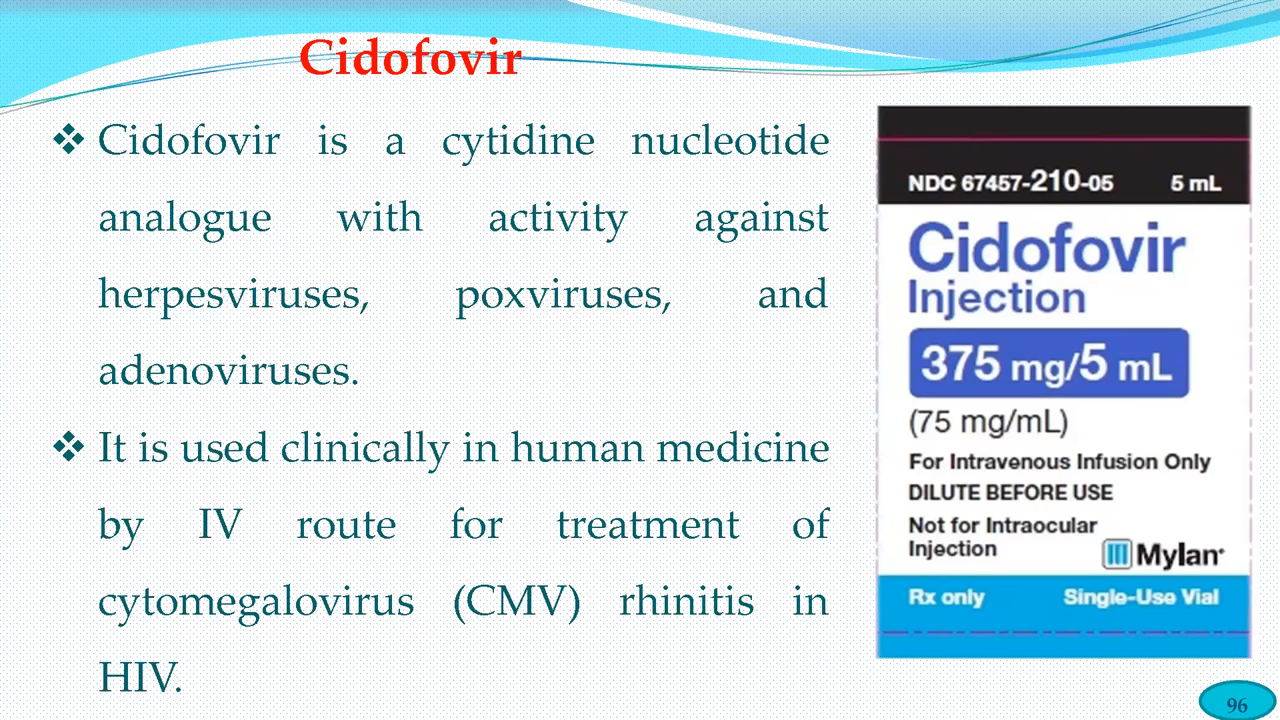 Cidofovir
❖ Cidofovir is a cytidine nucleotide
analogue with activity against
herpesviruses, poxviruses, and
adenoviruses.
❖ It is used clinically in human medicine
by IV route for treatment of
cytomegalovirus (CMV) rhinitis in
HIV.
NDC 67457-210-05 5 mL
Cidofovir
Injection
375 mg/5 mL
(75 mg/mL)
For Intravenous Infusion Only
DILUTE BEFORE USE
Not for Intraocular
Injection
Mylan
Rx only Single-Use Vial
96